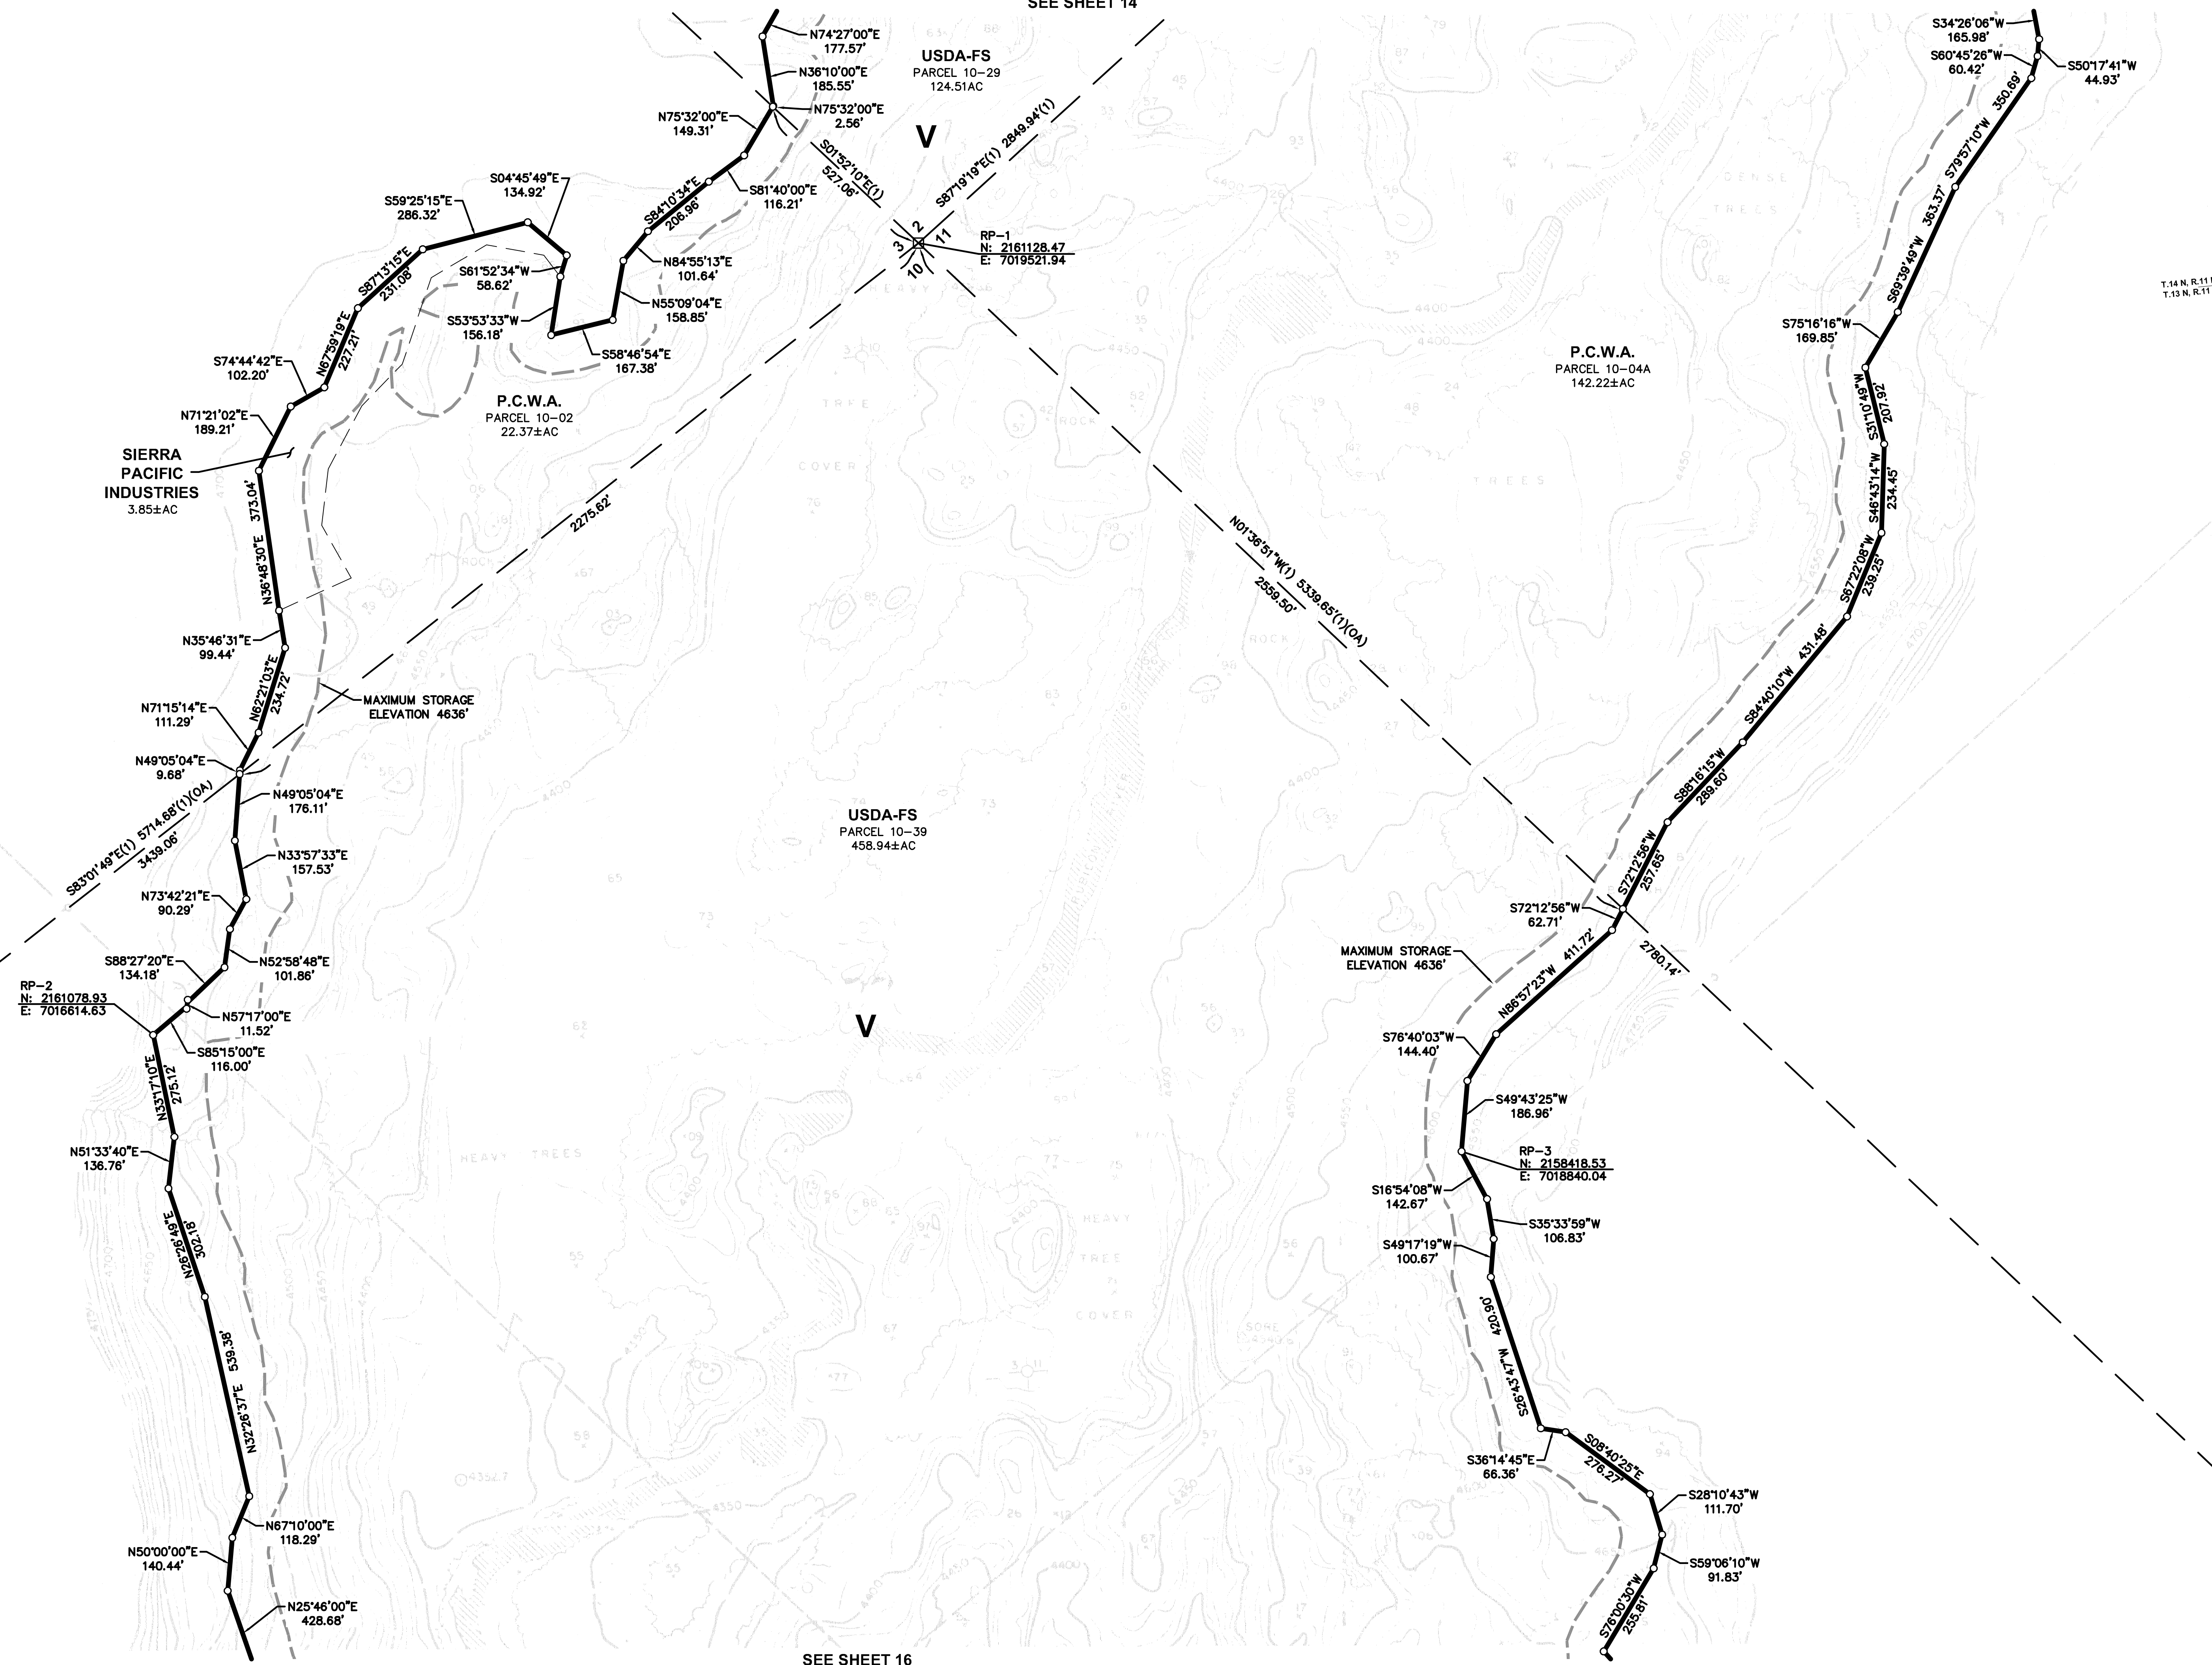 SEE SHEET 14
N74°27'00"E
177.57'
N36°10'00"E
185.55'
N75°32'00"E
2.56'
N75°32'00"E
149.31'
S81°40'00"E
116.21'
S84°10'34"E
206.96'
N84°55'13"E
101.64'
N55°09'04"E
158.85'
S58°46'54"E
167.38'
S53°53'33"W
156.18'
S61°52'34"W
58.62'
S04°45'49"E
134.92'
S59°25'15"E
286.32'
S87°13'15"E
231.08'
N67°59'19"E
227.21'
S74°44'42"E
102.20'
N71°21'02"E
189.21'
SIERRA
PACIFIC
INDUSTRIES
3.85±AC
N36°48'30"E 373.04'
N35°46'31"E
99.44'
N62°21'03"E
234.72'
N71°15'14"E
111.29'
N49°05'04"E
9.68'
N49°05'04"E
176.11'
N33°57'33"E
157.53'
N73°42'21"E
90.29'
N52°58'48"E
101.86'
S88°27'20"E
134.18'
N57°17'00"E
11.52'
S85°15'00"E
116.00'
RP-2
N: 2161078.93
E: 7016614.63
N33°17'10"E
275.12'
N51°33'40"E
136.76'
N26°26'49"E
302.18'
N32°26'37"E 539.38'
N67°10'00"E
118.29'
N50°00'00"E
140.44'
N25°46'00"E
428.68'
S83°01'49"E(1) 5714.68'(1)(OA)
3439.06'
2275.62'
MAXIMUM STORAGE
ELEVATION 4636'
P.C.W.A.
PARCEL 10-02
22.37±AC
USDA-FS
PARCEL 10-29
124.51AC
V
S01°52'10"E(1)
527.06'
S87°19'19"E(1) 2849.94'(1)
2
3
11
10
RP-1
N: 2161128.47
E: 7019521.94
N01°36'51"W(1) 5339.65'(1)(OA)
2559.50'
2780.14'
USDA-FS
PARCEL 10-39
458.94±AC
V
P.C.W.A.
PARCEL 10-04A
142.22±AC
T.14 N, R.11
T.13 N, R.11
S34°26'06"W
165.98'
S60°45'26"W
60.42'
S50°17'41"W
44.93'
S79°57'10"W 350.69'
S69°39'49"W 363.37'
S75°16'16"W
169.85'
S31°10'49"W
207.92'
S46°43'14"W
234.45'
S67°22'08"W
239.25'
S84°40'10"W 431.48'
S88°16'15"W
289.60'
S72°12'56"W
257.65'
S72°12'56"W
62.71'
N86°57'23"W 411.72'
MAXIMUM STORAGE
ELEVATION 4636'
S76°40'03"W
144.40'
S49°43'25"W
186.96'
RP-3
N: 2158418.53
E: 7018840.04
S16°54'08"W
142.67'
S35°33'59"W
106.83'
S49°17'19"W
100.67'
S26°43'47"W 420.90'
S36°14'45"E
66.36'
S08°40'25"E
276.27'
S28°10'43"W
111.70'
S59°06'10"W
91.83'
S76°00'30"W
255.81'
HEAVY TREES
HEAVY
TREE
COVER
TREE
COVER
ROCK
ROCK
DENSE
TREES
TREES
SEE SHEET 16